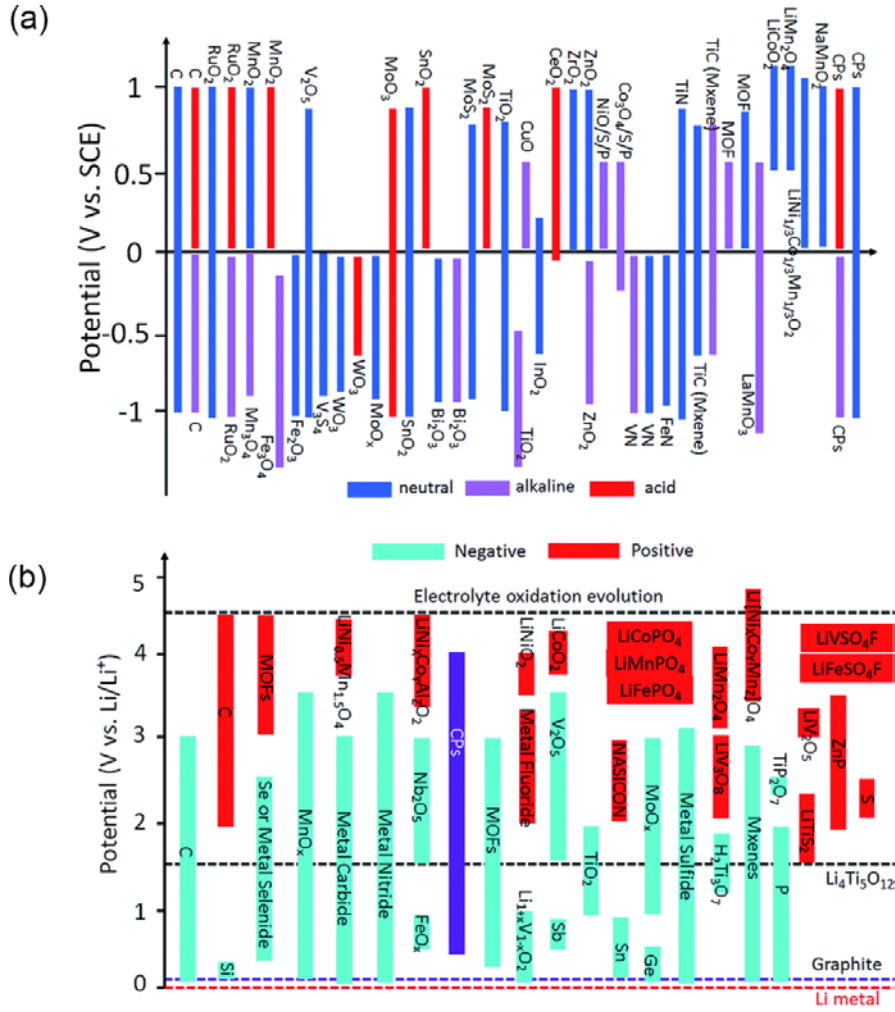 (a)
Potential (V vs. SCE)
1
0.5
0
-0.5
-1
C
C
RuO2
RuO2
MnO2
MnO2
V2O5
MoO3
SnO2
MoS2
MoS2
TiO2
CuO
CeO2
ZrO2
ZnO2
NiO/S/P
Co3O4/S/P
TiN
TiC (Mxene)
MOF
MOF
LiCoO2
LiMn2O4
NaMnO2
CPs
CPs
LiNi1/3Co1/3Mn1/3O2
C
RuO2
Mn3O4
Fe3O4
Fe2O3
V3S4
WO3
WO3
MoOx
SnO2
Bi2O3
Bi2O3
TiO2
InO2
ZnO2
VN
VN
FeN
TiC (Mxene)
LaMnO3
CPs
neutral
alkaline
acid
(b)
Negative
Positive
Potential (V vs. Li/Li+)
5
4
3
2
1
0
Electrolyte oxidation evolution
C
Si
C
MOFs
Se or Metal Selenide
MnOx
LiNi0.5Mn1.5O4
Metal Carbide
Metal Nitride
LiNixCoyAlzO2
Nb2O5
FeOx
CPs
MOFs
LiNiO2
Metal Fluoride
Li1+xV1-xO2
LiCoO2
V2O5
Sb
TiO2
LiCoPO4
LiMnPO4
LiFePO4
NASICON
Sn
MoOx
Ge
Metal Sulfide
LiMn2O4
LiV3O8
H2Ti3O7
Li[NixCoyMnz]O4
Mxenes
TiP2O7
P
LiVSO4F
LiFeSO4F
LiV2O5
LiTiS2
ZnP
S
Li4Ti5O12
Graphite
Li metal